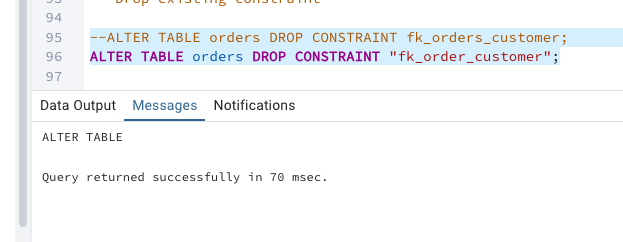 93 Drop existing constraint
94
95 --ALTER TABLE orders DROP CONSTRAINT fk_orders_customer;
96 ALTER TABLE orders DROP CONSTRAINT "fk_order_customer";
97
Data Output Messages Notifications
ALTER TABLE
Query returned successfully in 70 msec.